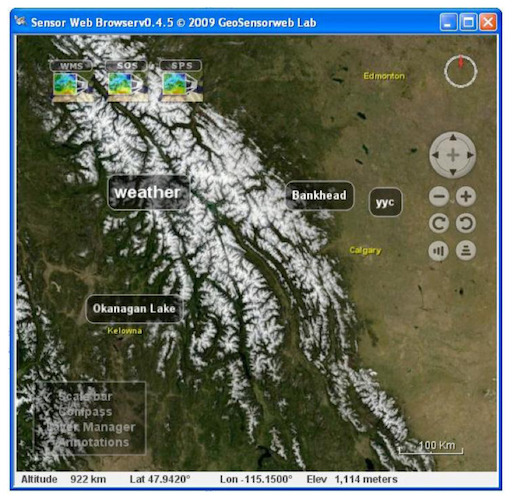 Sensor Web Browserv0.4.5 © 2009 GeoSensorweb Lab
WMS SOS SPS
Edmonton
weather
Bankhead
yyc
Calgary
Okanagan Lake
Kelowna
Scale bar
Compass
Layer Manager
Annotations
100 Km
Altitude 922 km Lat 47.9420° Lon -115.1500° Elev 1,114 meters